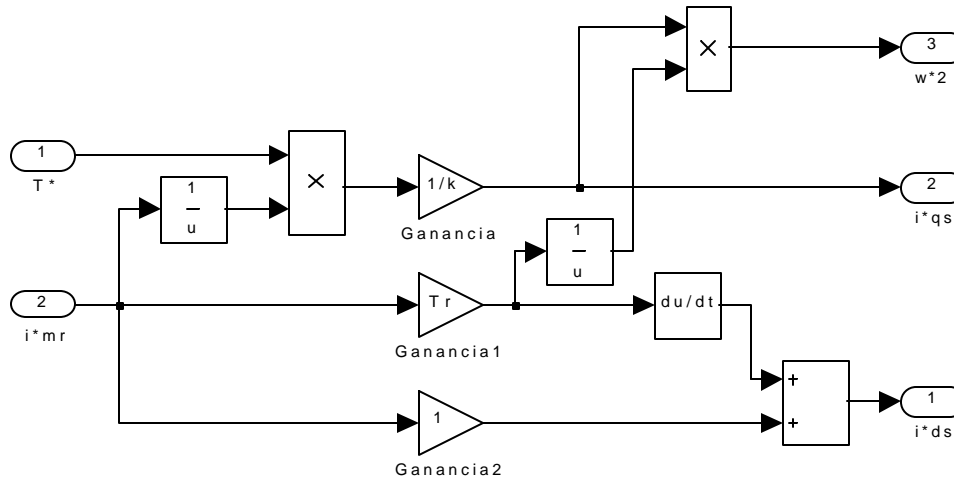 3
w*2
1
T*
1
u
×
1/k
Ganancia
×
2
i*qs
1
u
2
i*mr
Tr
Ganancia1
du/dt
+
+
1
i*ds
1
Ganancia2